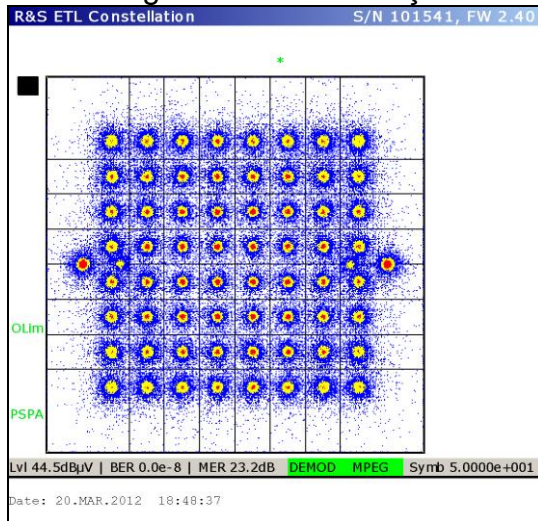 R&S ETL Constellation S/N 101541, FW 2.40
*
OLim
PSPA
Lvl 44.5dBµV | BER 0.0e-8 | MER 23.2dB DEMOD MPEG Symb 5.0000e+001
Date: 20.MAR.2012 18:48:37